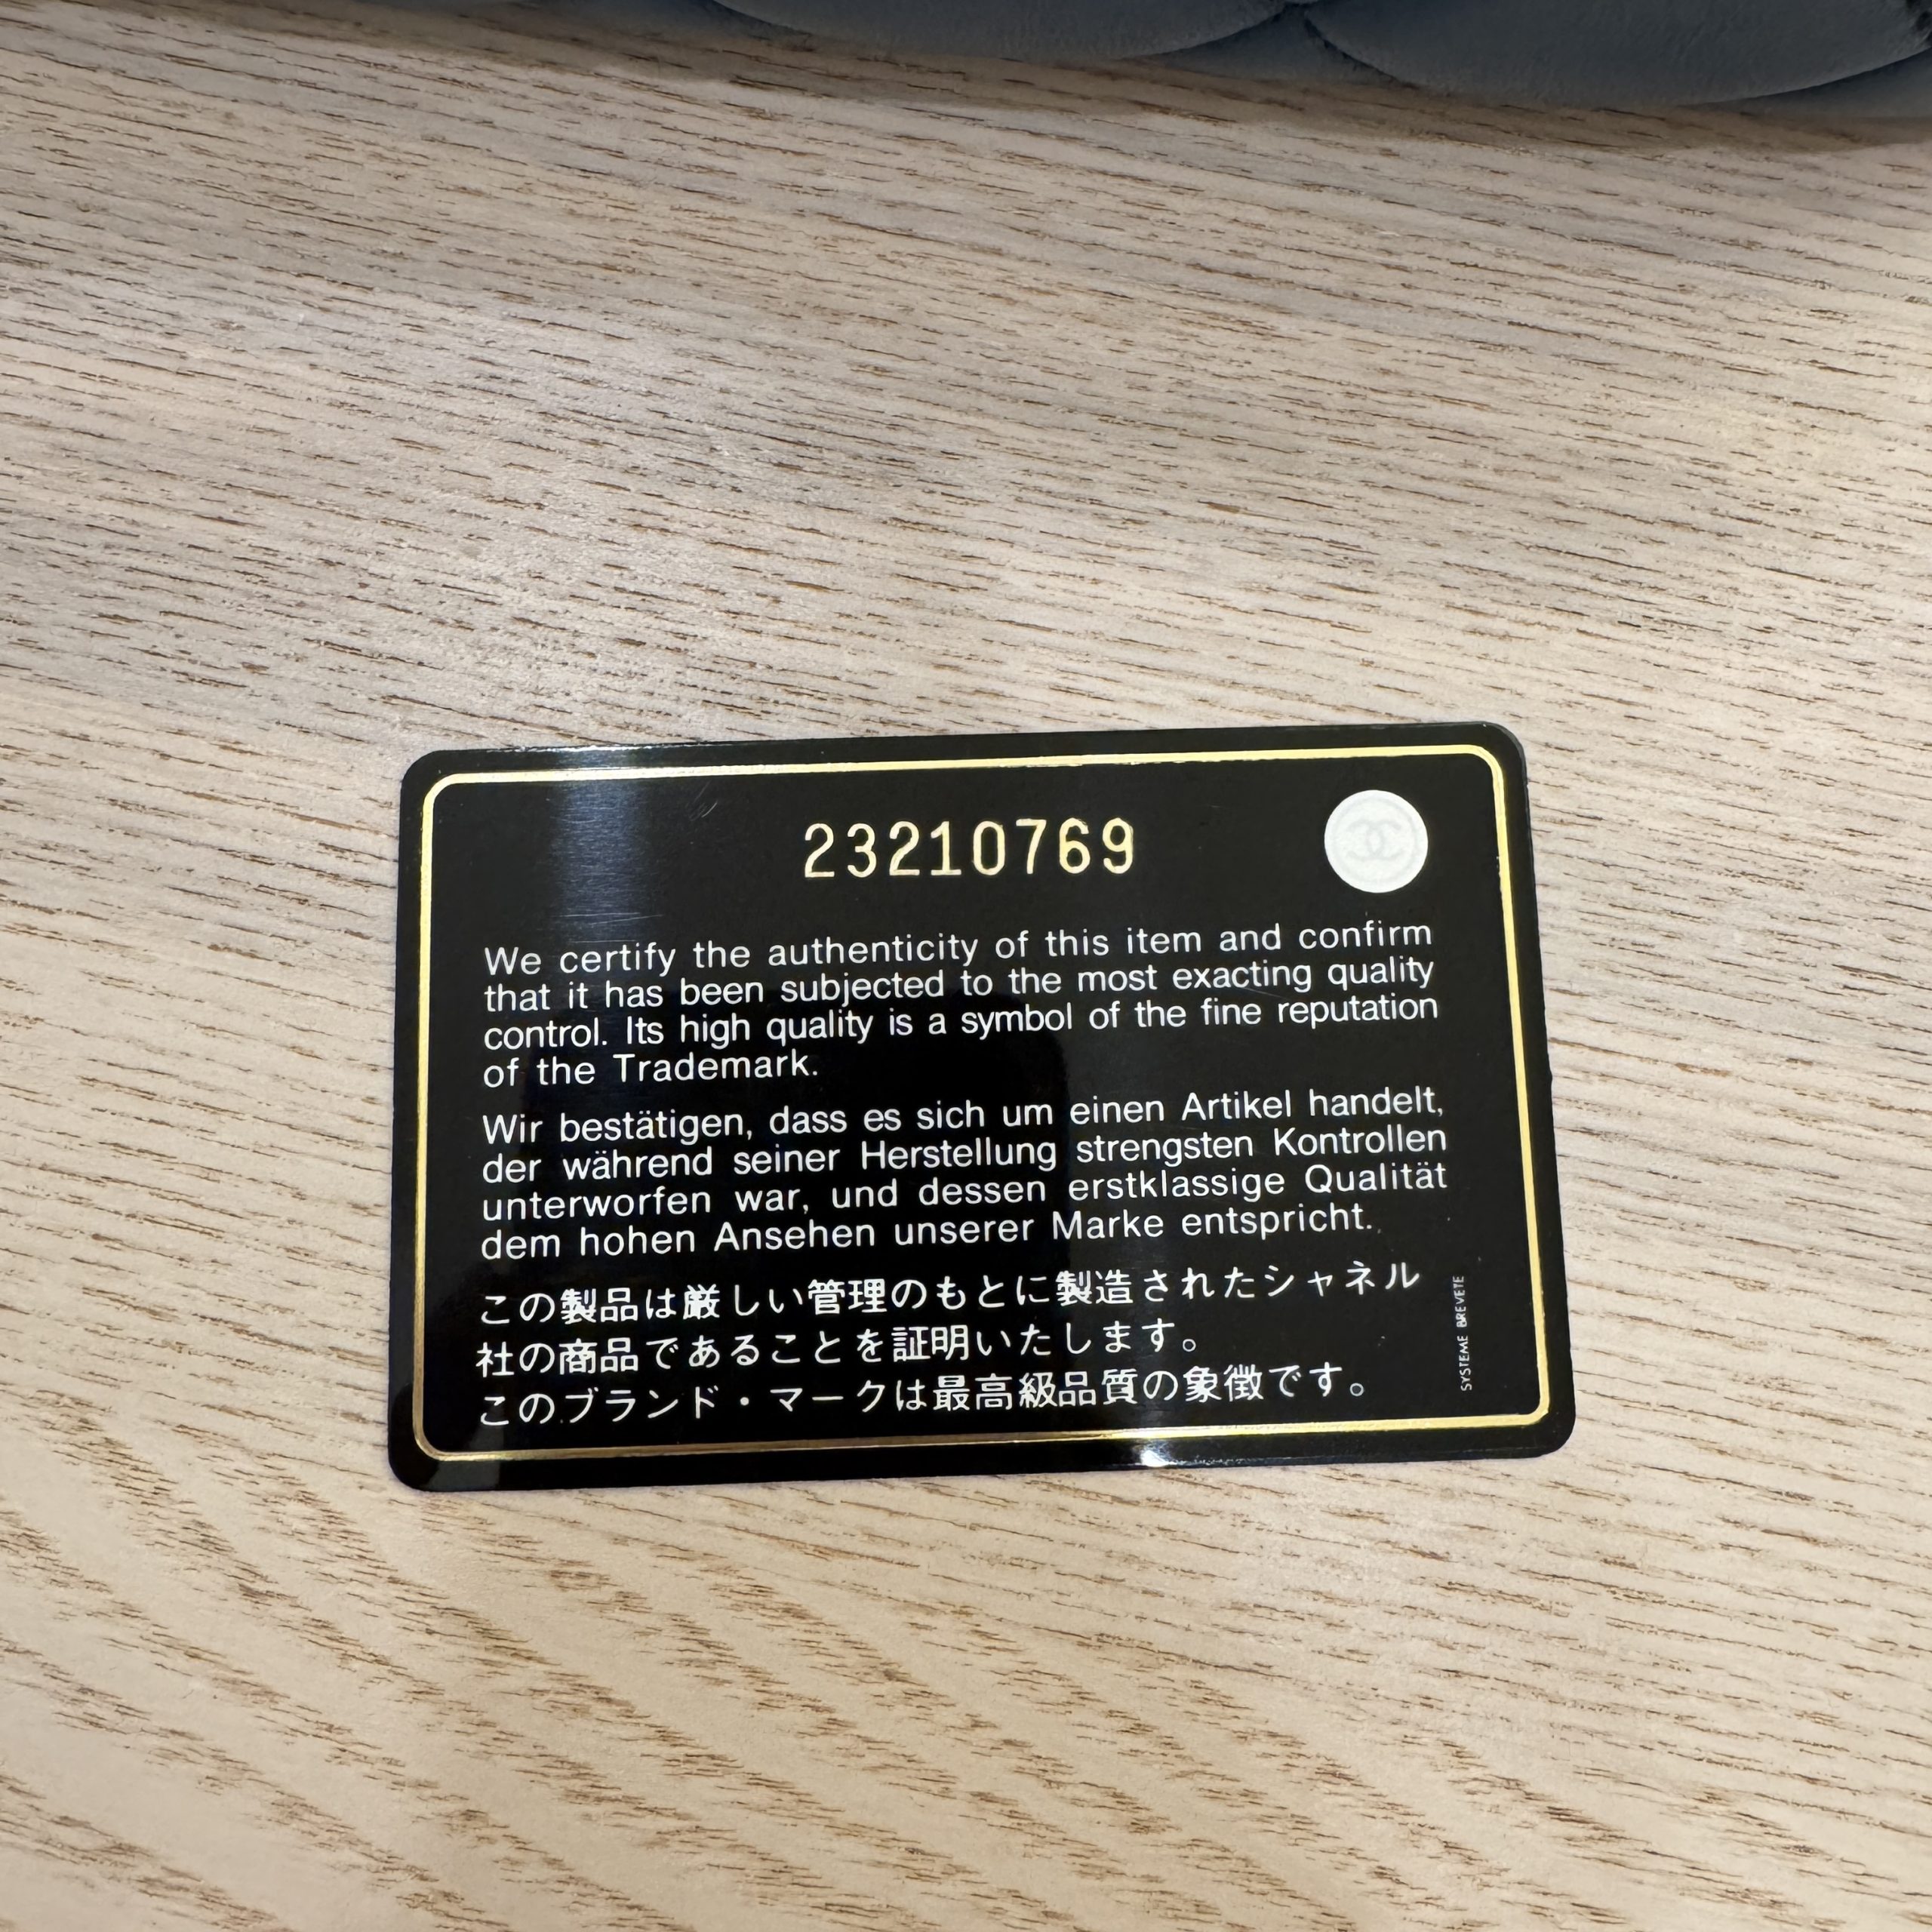 23210769
We certify the authenticity of this item and confirm
that it has been subjected to the most exacting quality
control. Its high quality is a symbol of the fine reputation
of the Trademark.
Wir bestätigen, dass es sich um einen Artikel handelt,
der während seiner Herstellung strengsten Kontrollen
unterworfen war, und dessen erstklassige Qualität
dem hohen Ansehen unserer Marke entspricht.
この製品は厳しい管理のもとに製造されたシャネル
社の商品であることを証明いたします。
このブランド・マークは最高級品質の象徴です。
SYSTEME BREVETE